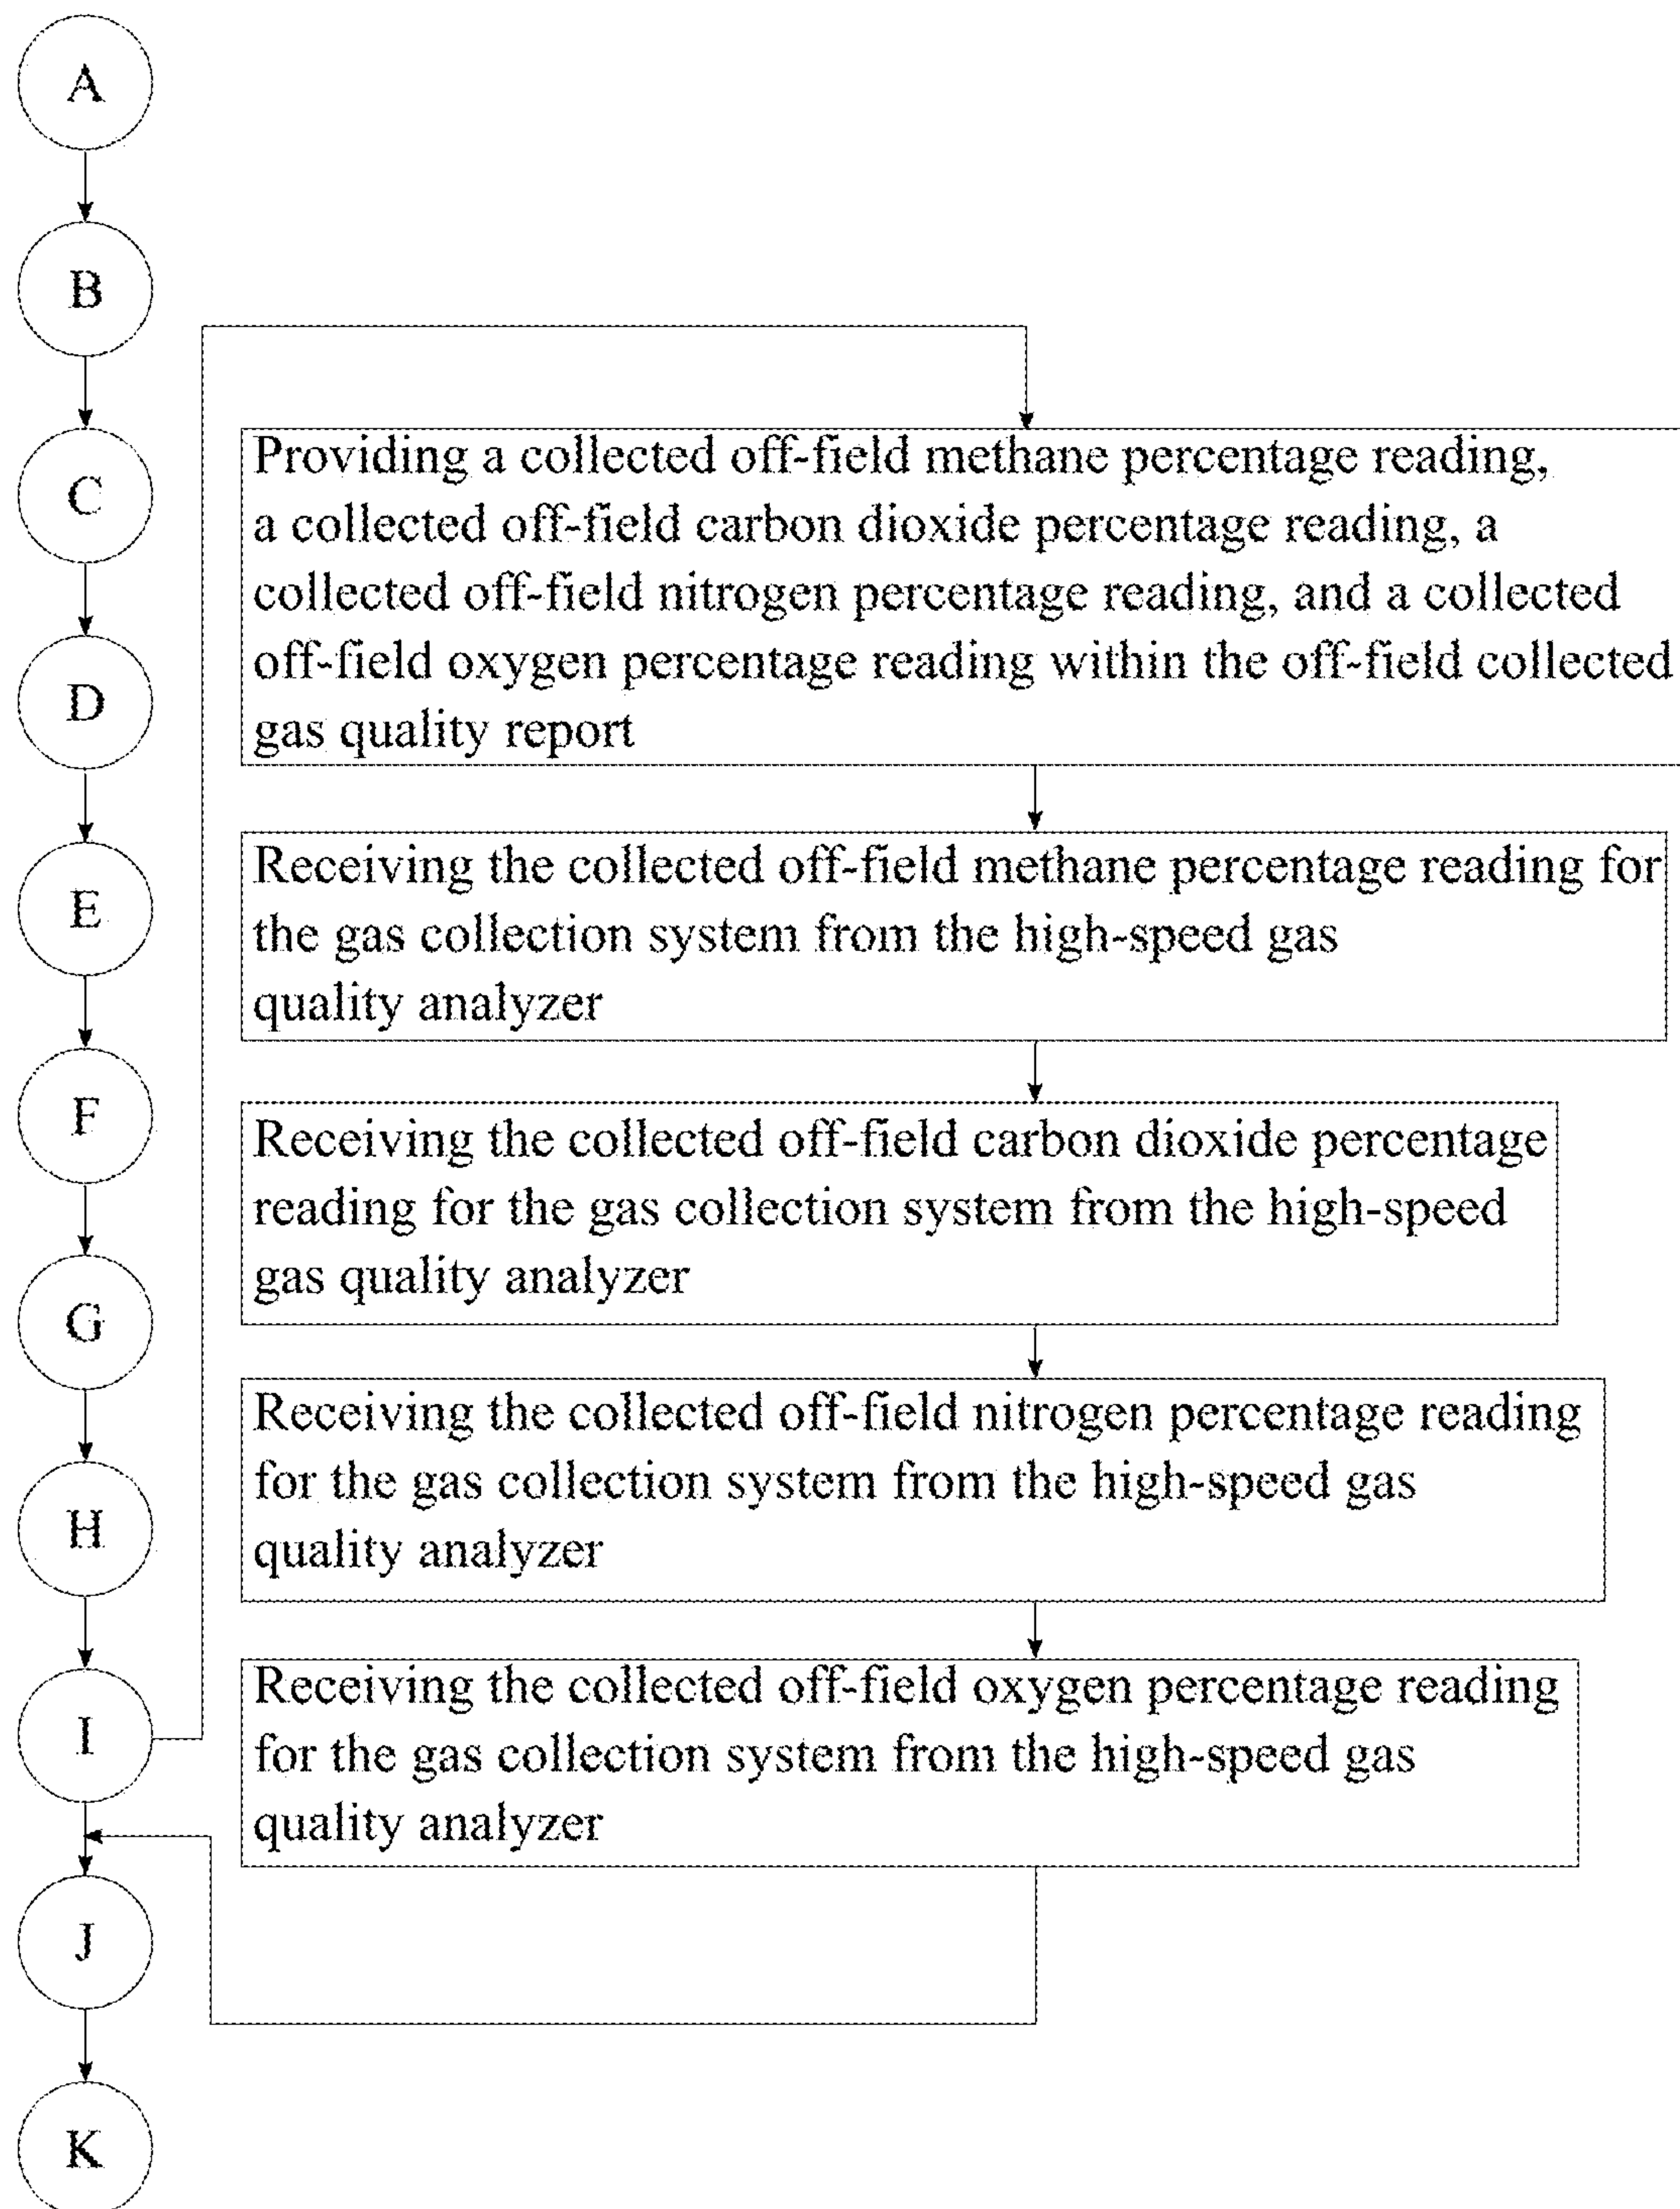 A
B
C
D
E
F
G
H
I
J
K
Providing a collected off-field methane percentage reading,
a collected off-field carbon dioxide percentage reading, a
collected off-field nitrogen percentage reading, and a collected
off-field oxygen percentage reading within the off-field collected
gas quality report
Receiving the collected off-field methane percentage reading for
the gas collection system from the high-speed gas
quality analyzer
Receiving the collected off-field carbon dioxide percentage
reading for the gas collection system from the high-speed
gas quality analyzer
Receiving the collected off-field nitrogen percentage reading
for the gas collection system from the high-speed gas
quality analyzer
Receiving the collected off-field oxygen percentage reading
for the gas collection system from the high-speed gas
quality analyzer